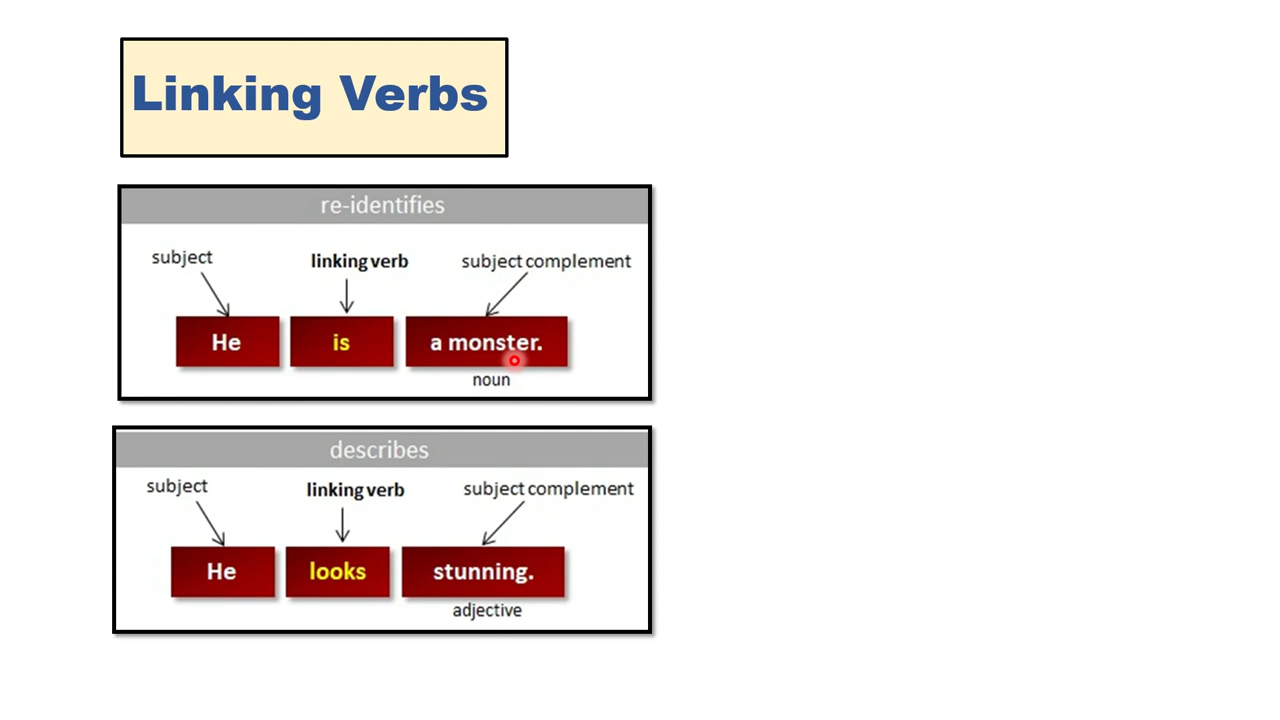 Linking Verbs
re-identifies
subject linking verb subject complement
He is a monster.
noun
describes
subject linking verb subject complement
He looks stunning.
adjective